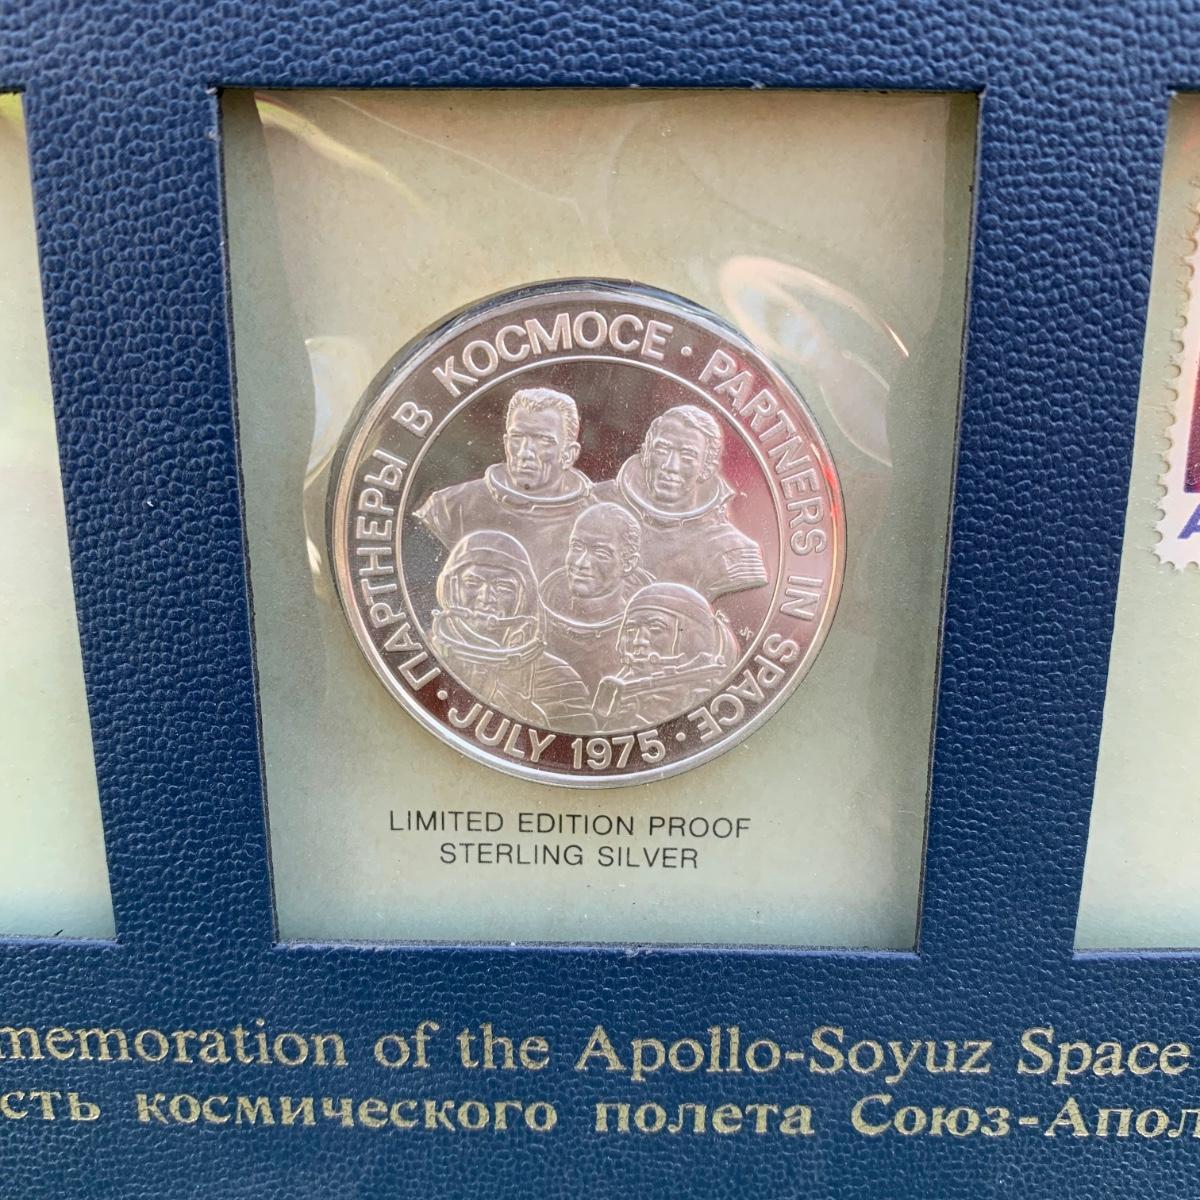 ПАРТНЕРЫ В КОСМОСЕ · PARTNERS IN SPACE ·
JULY 1975 ·
LIMITED EDITION PROOF
STERLING SILVER
memoration of the Apollo-Soyuz Space
сть космического полета Союз-Апол